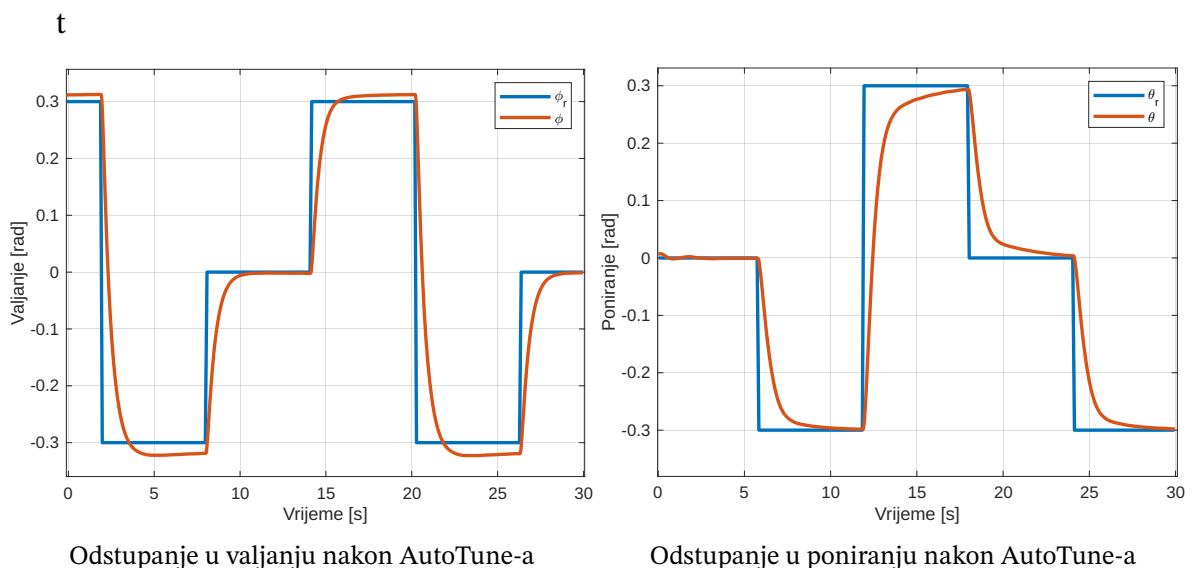 t
0.3
0.2
0.1
0
-0.1
-0.2
-0.3
Valjanje [rad]
0 5 10 15 20 25 30
Vrijeme [s]
ϕr
ϕ
0.3
0.2
0.1
0
-0.1
-0.2
-0.3
Poniranje [rad]
0 5 10 15 20 25 30
Vrijeme [s]
θr
θ
Odstupanje u valjanju nakon AutoTune-a
Odstupanje u poniranju nakon AutoTune-a